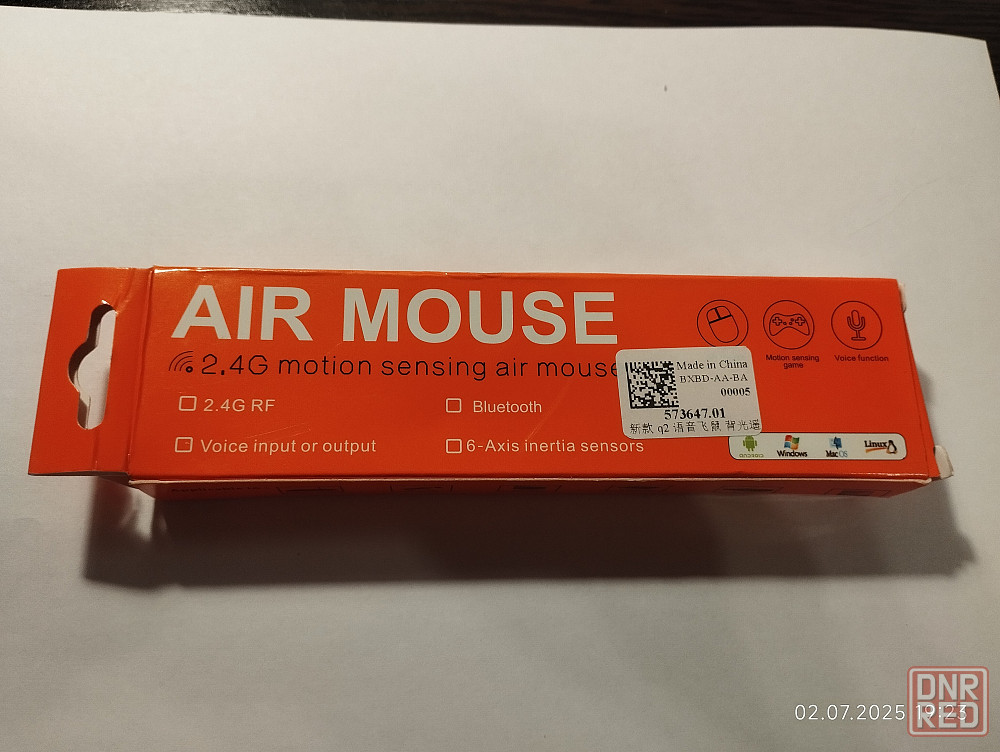 AIR MOUSE
2.4G motion sensing air mouse
2.4G RF
Bluetooth
Voice input or output
6-Axis inertia sensors
Motion sensing
game
Voice function
Made in China
BXBD-AA-BA
00005
573647.01
新款 q2 语音飞鼠 背光遥
ANDROID
Windows
Mac OS
Linux
02.07.2025 19:23
DNR
RED